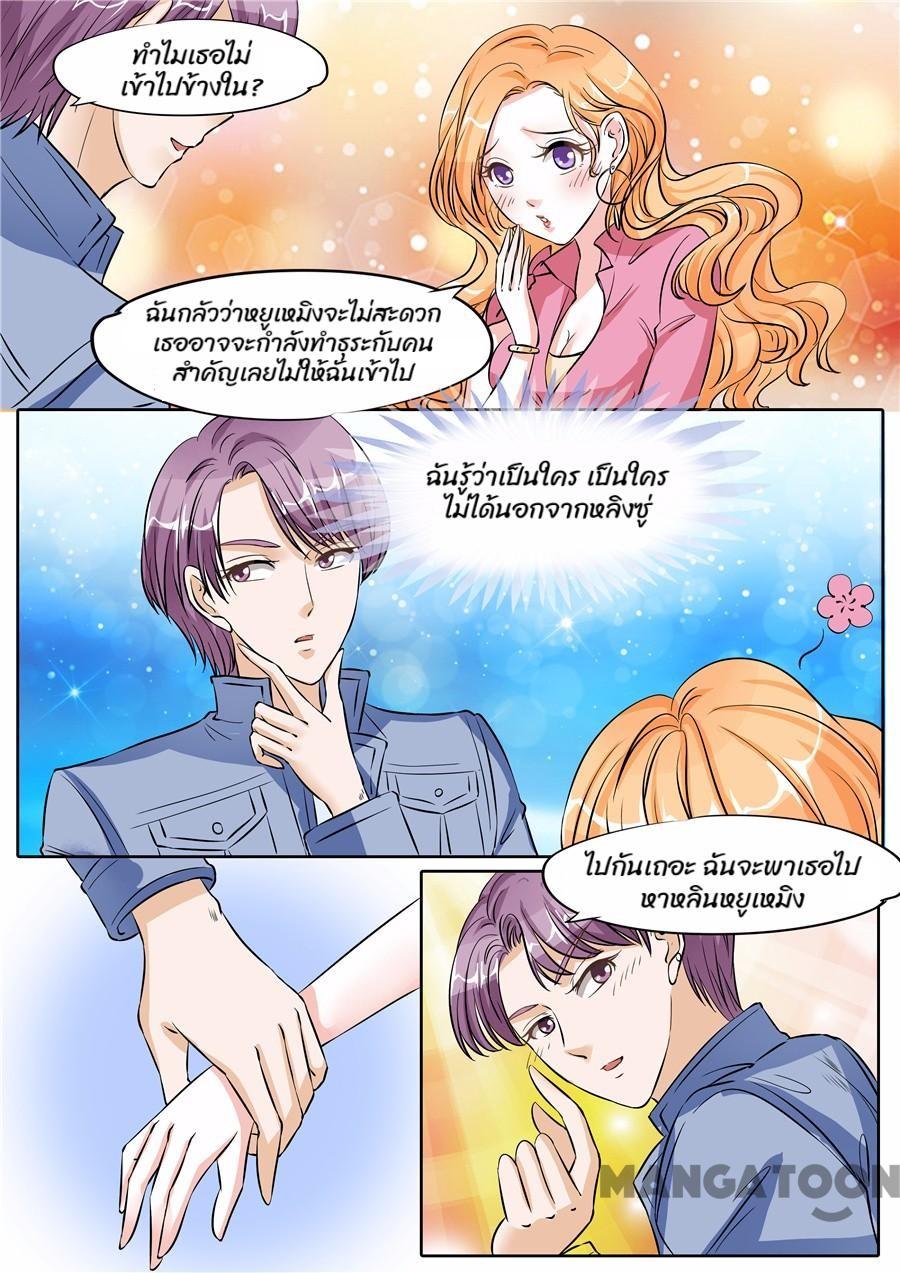 ทำไมเธอไม่
เข้าไปข้างใน?
ฉันกลัวว่าหยูเหมิงจะไม่สะดวก
เธออาจจะกำลังทำธุระกับคน
สำคัญเลยไม่ให้ฉันเข้าไป
ฉันรู้ว่าเป็นใคร เป็นใคร
ไม่ได้นอกจากหลิงซู่
ไปกันเถอะ ฉันจะพาเธอไป
หาหลินหยูเหมิง
MANGATOON